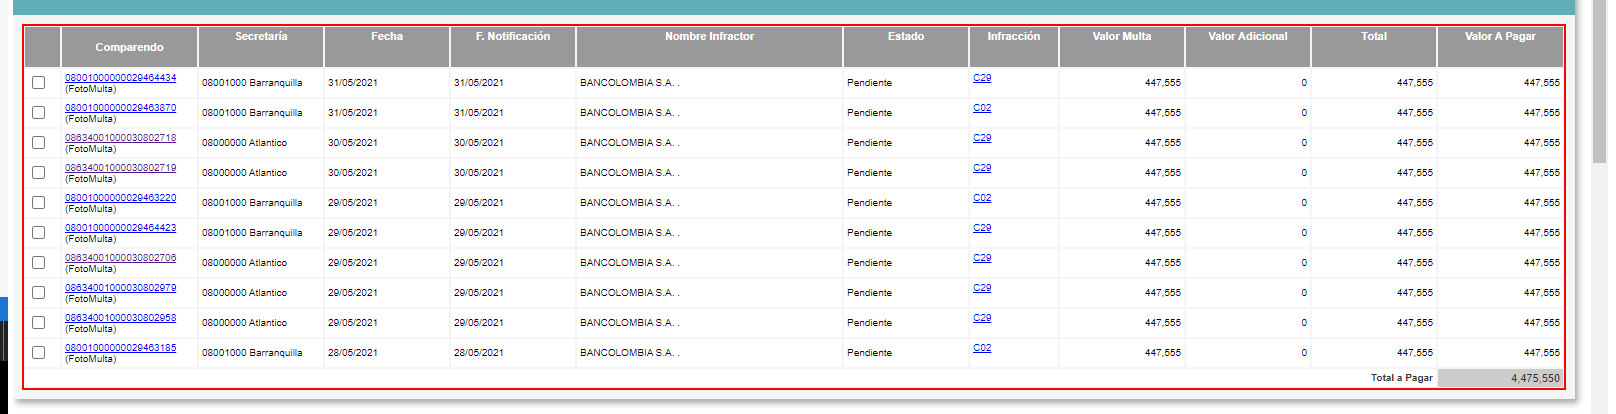 Comparendo Secretaría Fecha F. Notificación Nombre Infractor Estado Infracción Valor Multa Valor Adicional Total Valor A Pagar
08001000000029464434 (FotoMulta) 08001000 Barranquilla 31/05/2021 31/05/2021 BANCOLOMBIA S.A. . Pendiente C29 447,555 0 447,555 447,555
08001000000029463870 (FotoMulta) 08001000 Barranquilla 31/05/2021 31/05/2021 BANCOLOMBIA S.A. . Pendiente C02 447,555 0 447,555 447,555
08634001000030802718 (FotoMulta) 08000000 Atlantico 30/05/2021 30/05/2021 BANCOLOMBIA S.A. . Pendiente C29 447,555 0 447,555 447,555
08634001000030802719 (FotoMulta) 08000000 Atlantico 30/05/2021 30/05/2021 BANCOLOMBIA S.A. . Pendiente C29 447,555 0 447,555 447,555
08001000000029463220 (FotoMulta) 08001000 Barranquilla 29/05/2021 29/05/2021 BANCOLOMBIA S.A. . Pendiente C02 447,555 0 447,555 447,555
08001000000029464423 (FotoMulta) 08001000 Barranquilla 29/05/2021 29/05/2021 BANCOLOMBIA S.A. . Pendiente C29 447,555 0 447,555 447,555
08634001000030802706 (FotoMulta) 08000000 Atlantico 29/05/2021 29/05/2021 BANCOLOMBIA S.A. . Pendiente C29 447,555 0 447,555 447,555
08634001000030802979 (FotoMulta) 08000000 Atlantico 29/05/2021 29/05/2021 BANCOLOMBIA S.A. . Pendiente C29 447,555 0 447,555 447,555
08634001000030802958 (FotoMulta) 08000000 Atlantico 29/05/2021 29/05/2021 BANCOLOMBIA S.A. . Pendiente C29 447,555 0 447,555 447,555
08001000000029463185 (FotoMulta) 08001000 Barranquilla 28/05/2021 28/05/2021 BANCOLOMBIA S.A. . Pendiente C02 447,555 0 447,555 447,555
Total a Pagar 4,475,550